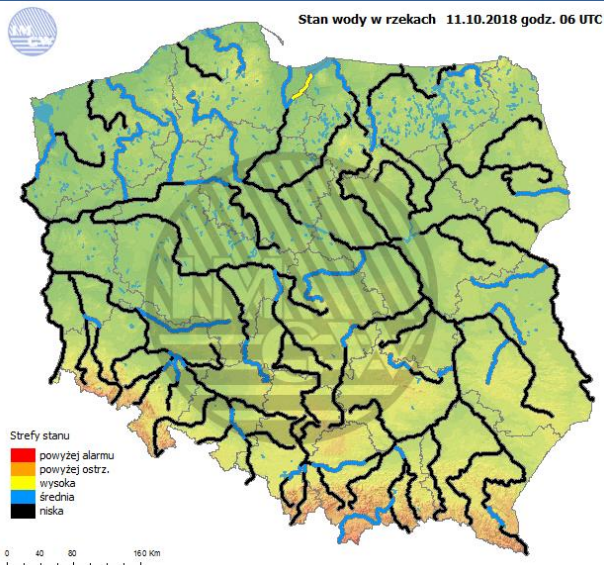 Stan wody w rzekach 11.10.2018 godz. 06 UTC
Strefy stanu
powyżej alarmu
powyżej ostrz.
wysoka
średnia
niska
0 40 80 160 Km
IMGW